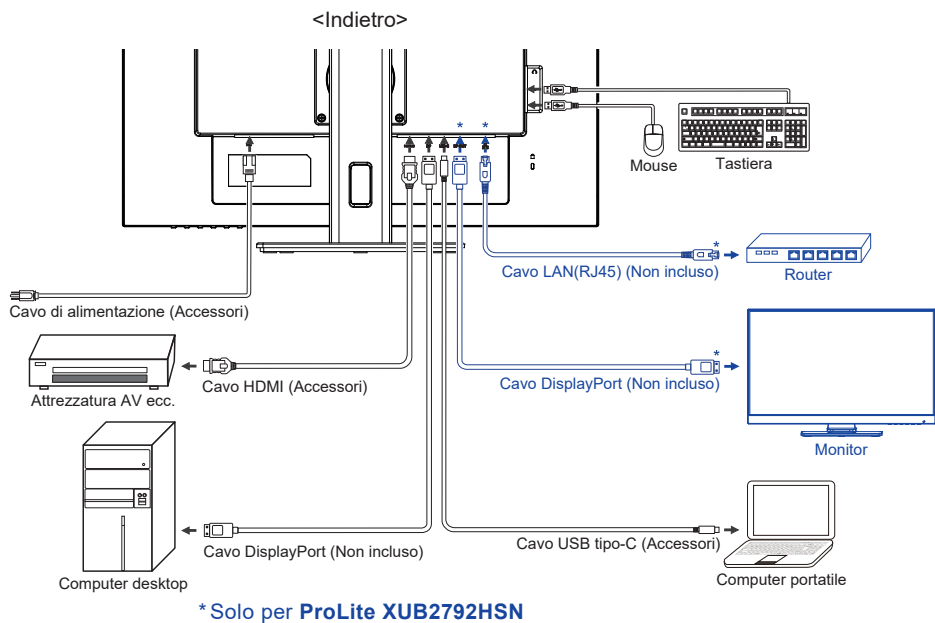 <Indietro>
* *
Mouse
Tastiera
*
Cavo LAN(RJ45) (Non incluso)
Router
Cavo di alimentazione (Accessori)
*
Cavo HDMI (Accessori)
Cavo DisplayPort (Non incluso)
Attrezzatura AV ecc.
Monitor
Cavo USB tipo-C (Accessori)
Cavo DisplayPort (Non incluso)
Computer desktop
Computer portatile
* Solo per ProLite XUB2792HSN